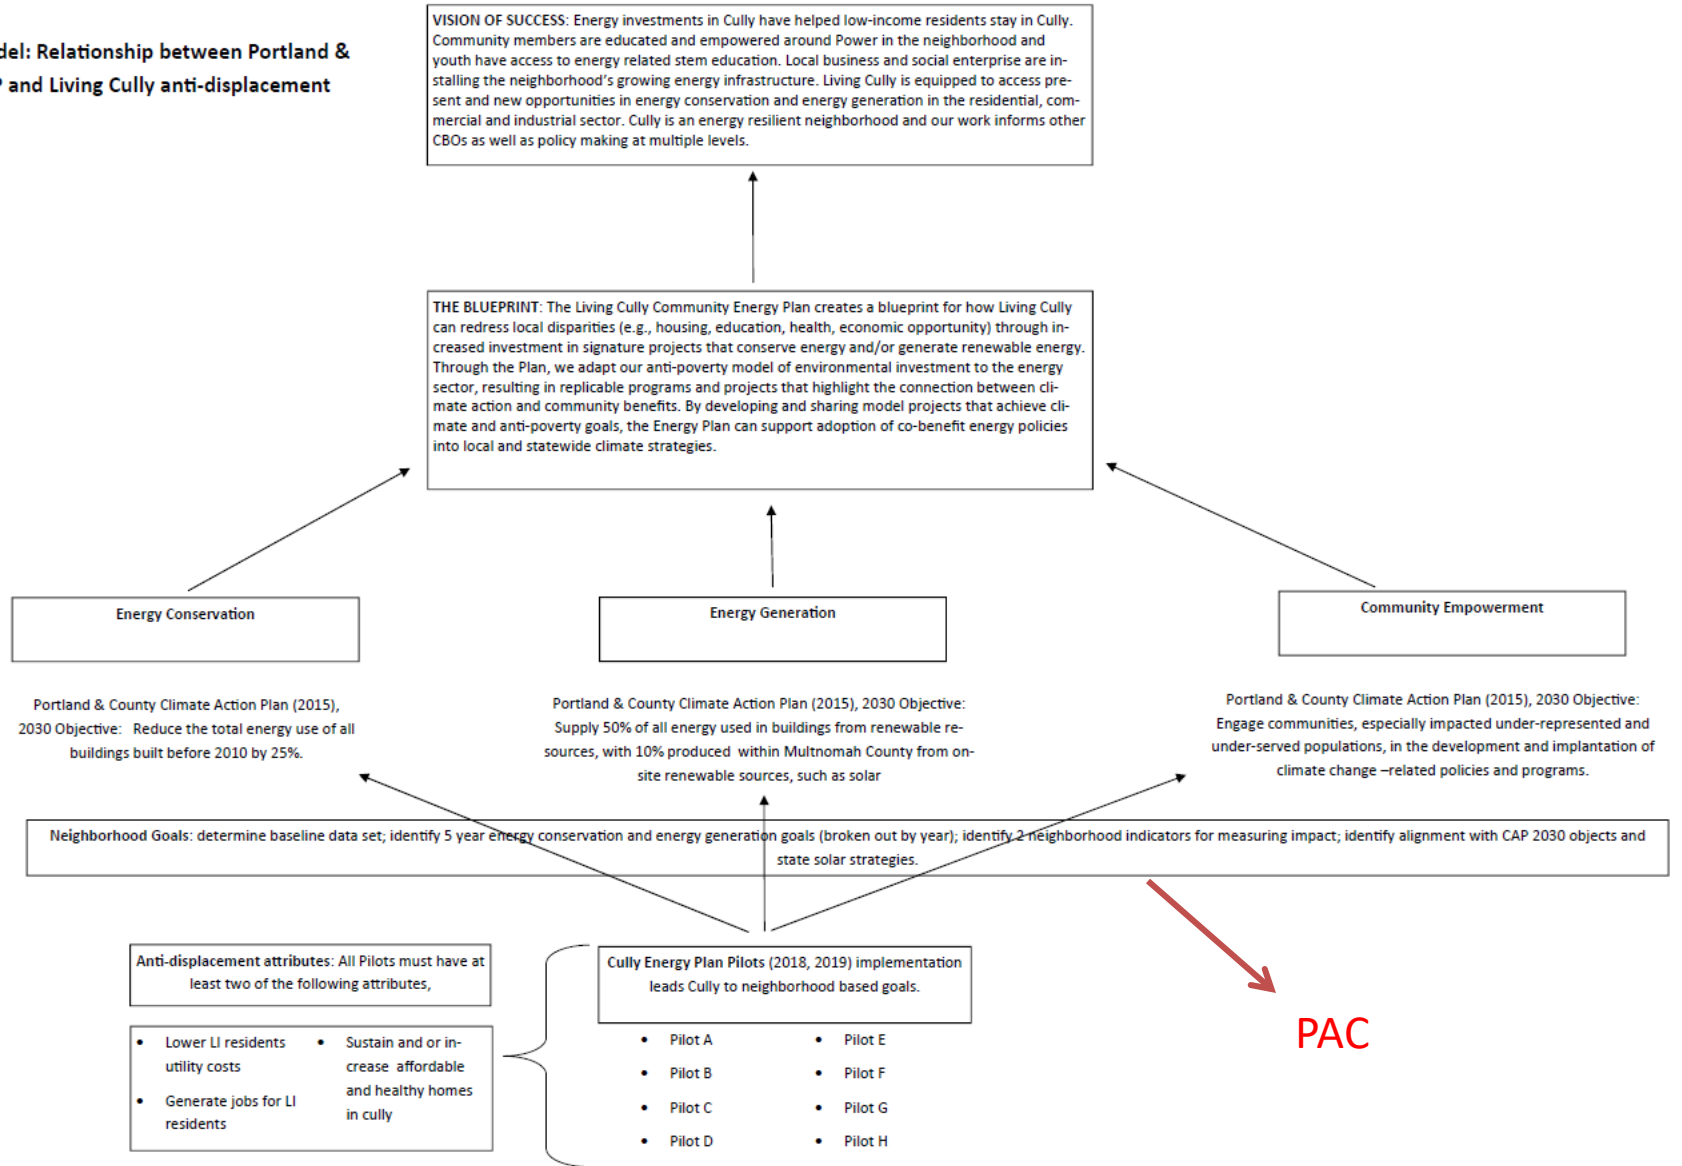 del: Relationship between Portland &
P and Living Cully anti-displacement
VISION OF SUCCESS: Energy investments in Cully have helped low-income residents stay in Cully.
Community members are educated and empowered around Power in the neighborhood and
youth have access to energy related stem education. Local business and social enterprise are in-
stalling the neighborhood's growing energy infrastructure. Living Cully is equipped to access pre-
sent and new opportunities in energy conservation and energy generation in the residential, com-
mercial and industrial sector. Cully is an energy resilient neighborhood and our work informs other
CBOs as well as policy making at multiple levels.
THE BLUEPRINT: The Living Cully Community Energy Plan creates a blueprint for how Living Cully
can redress local disparities (e.g., housing, education, health, economic opportunity) through in-
creased investment in signature projects that conserve energy and/or generate renewable energy.
Through the Plan, we adapt our anti-poverty model of environmental investment to the energy
sector, resulting in replicable programs and projects that highlight the connection between cli-
mate action and community benefits. By developing and sharing model projects that achieve cli-
mate and anti-poverty goals, the Energy Plan can support adoption of co-benefit energy policies
into local and statewide climate strategies.
Energy Conservation
Energy Generation
Community Empowerment
Portland & County Climate Action Plan (2015),
2030 Objective: Reduce the total energy use of all
buildings built before 2010 by 25%.
Portland & County Climate Action Plan (2015), 2030 Objective:
Supply 50% of all energy used in buildings from renewable re-
sources, with 10% produced within Multnomah County from on-
site renewable sources, such as solar
Portland & County Climate Action Plan (2015), 2030 Objective:
Engage communities, especially impacted under-represented and
under-served populations, in the development and implantation of
climate change –related policies and programs.
Neighborhood Goals: determine baseline data set; identify 5 year energy conservation and energy generation goals (broken out by year); identify 2 neighborhood indicators for measuring impact; identify alignment with CAP 2030 objects and
state solar strategies.
Anti-displacement attributes: All Pilots must have at
least two of the following attributes,
• Lower LI residents
utility costs
• Generate jobs for LI
residents
• Sustain and or in-
crease affordable
and healthy homes
in cully
Cully Energy Plan Pilots (2018, 2019) implementation
leads Cully to neighborhood based goals.
• Pilot A
• Pilot B
• Pilot C
• Pilot D
• Pilot E
• Pilot F
• Pilot G
• Pilot H
PAC